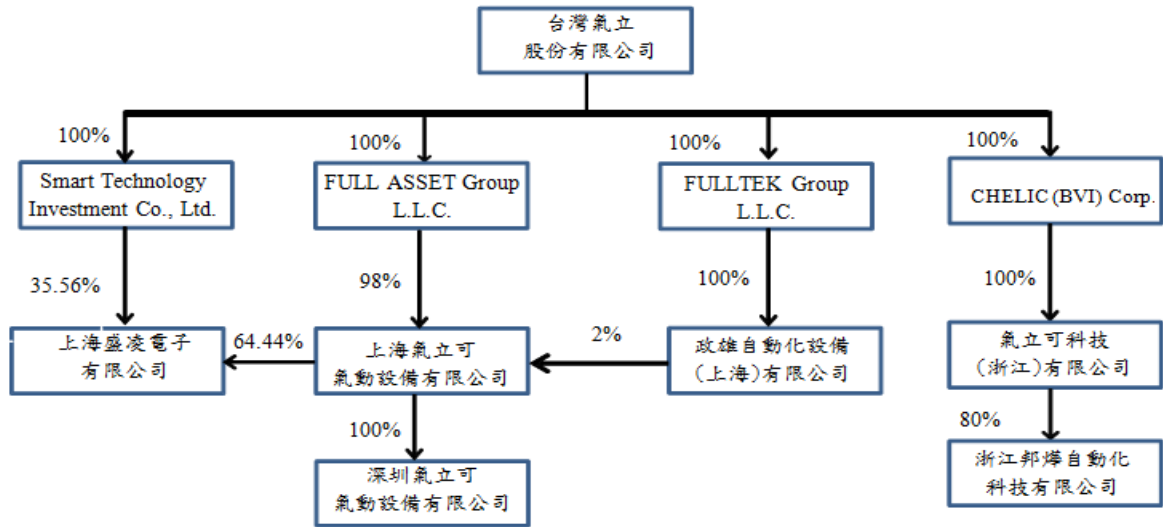 台灣氣立
股份有限公司
100%
100%
100%
100%
Smart Technology
Investment Co., Ltd.
FULL ASSET Group
L.L.C.
FULLTEK Group
L.L.C.
CHELIC (BVI) Corp.
35.56%
98%
100%
100%
上海盛凌電子
有限公司
64.44%
上海氣立可
氣動設備有限公司
2%
政雄自動化設備
(上海)有限公司
氣立可科技
(浙江)有限公司
100%
80%
深圳氣立可
氣動設備有限公司
浙江邦燁自動化
科技有限公司